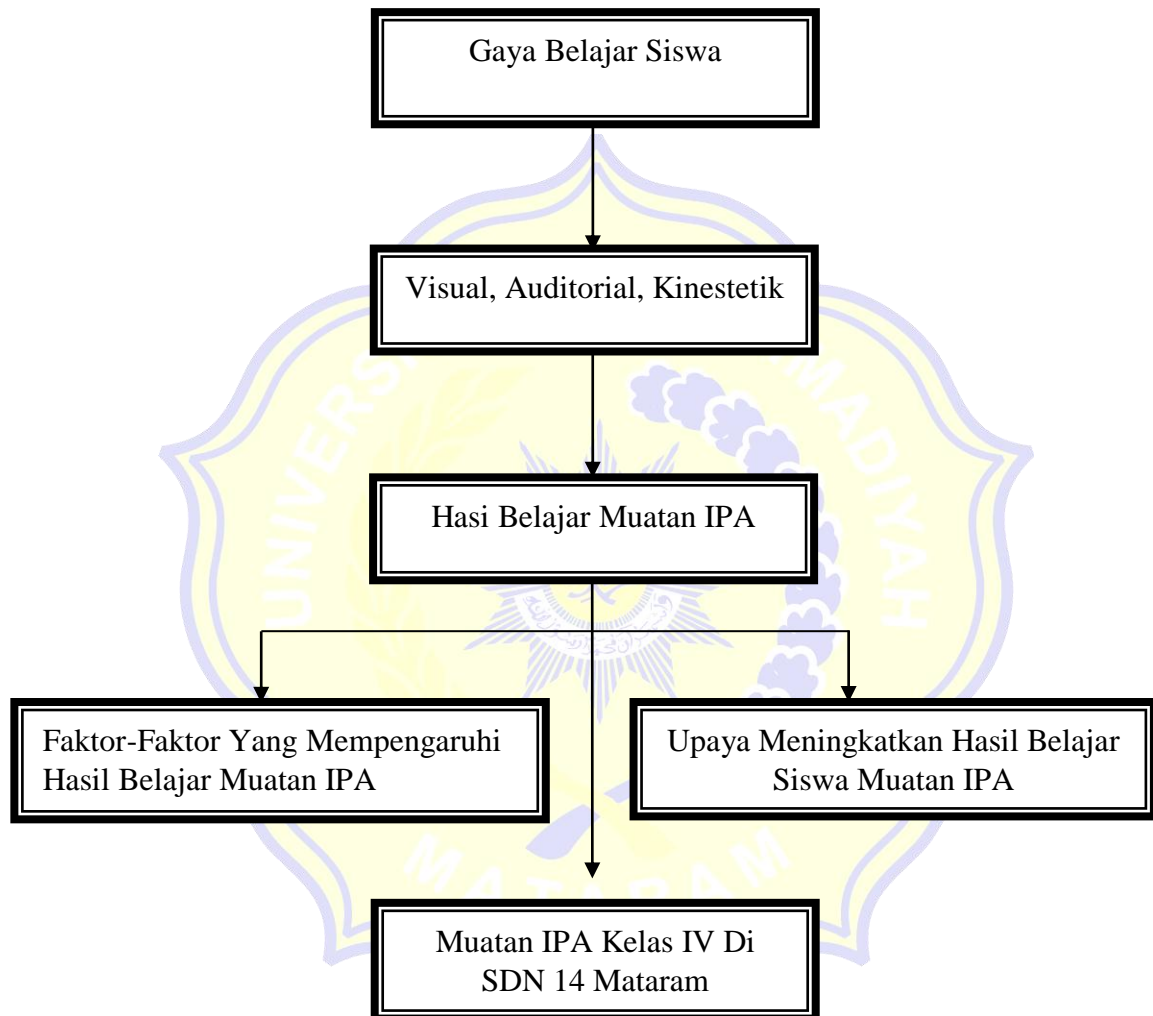 Gaya Belajar Siswa
Visual, Auditorial, Kinestetik
Hasi Belajar Muatan IPA
Faktor-Faktor Yang Mempengaruhi
Hasil Belajar Muatan IPA
Upaya Meningkatkan Hasil Belajar
Siswa Muatan IPA
Muatan IPA Kelas IV Di
SDN 14 Mataram
MATARAM